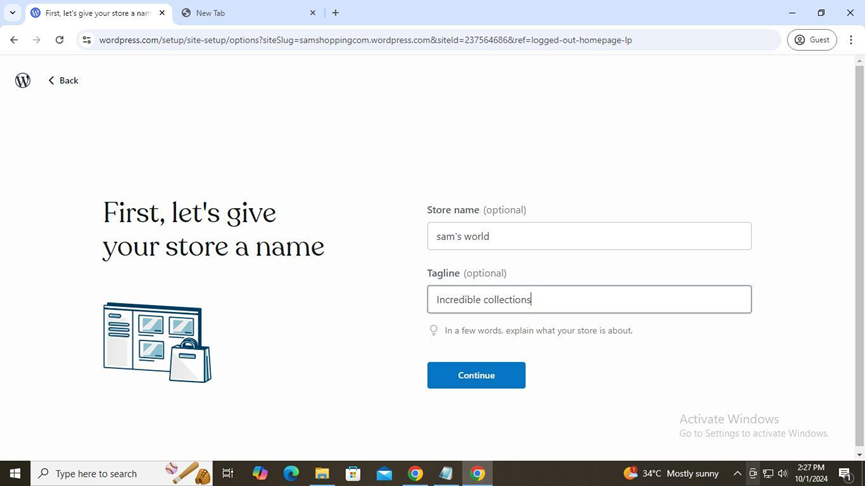 First, let's give your store a nam
New Tab
wordpress.com/setup/site-setup/options?siteSlug=samshoppingcom.wordpress.com&siteId=237564686&ref=logged-out-homepage-lp
Guest
Back
First, let's give
your store a name
Store name (optional)
sam's world
Tagline (optional)
Incredible collections
In a few words, explain what your store is about.
Continue
Activate Windows
Go to Settings to activate Windows.
Type here to search
34°C Mostly sunny
2:27 PM
10/1/2024
1